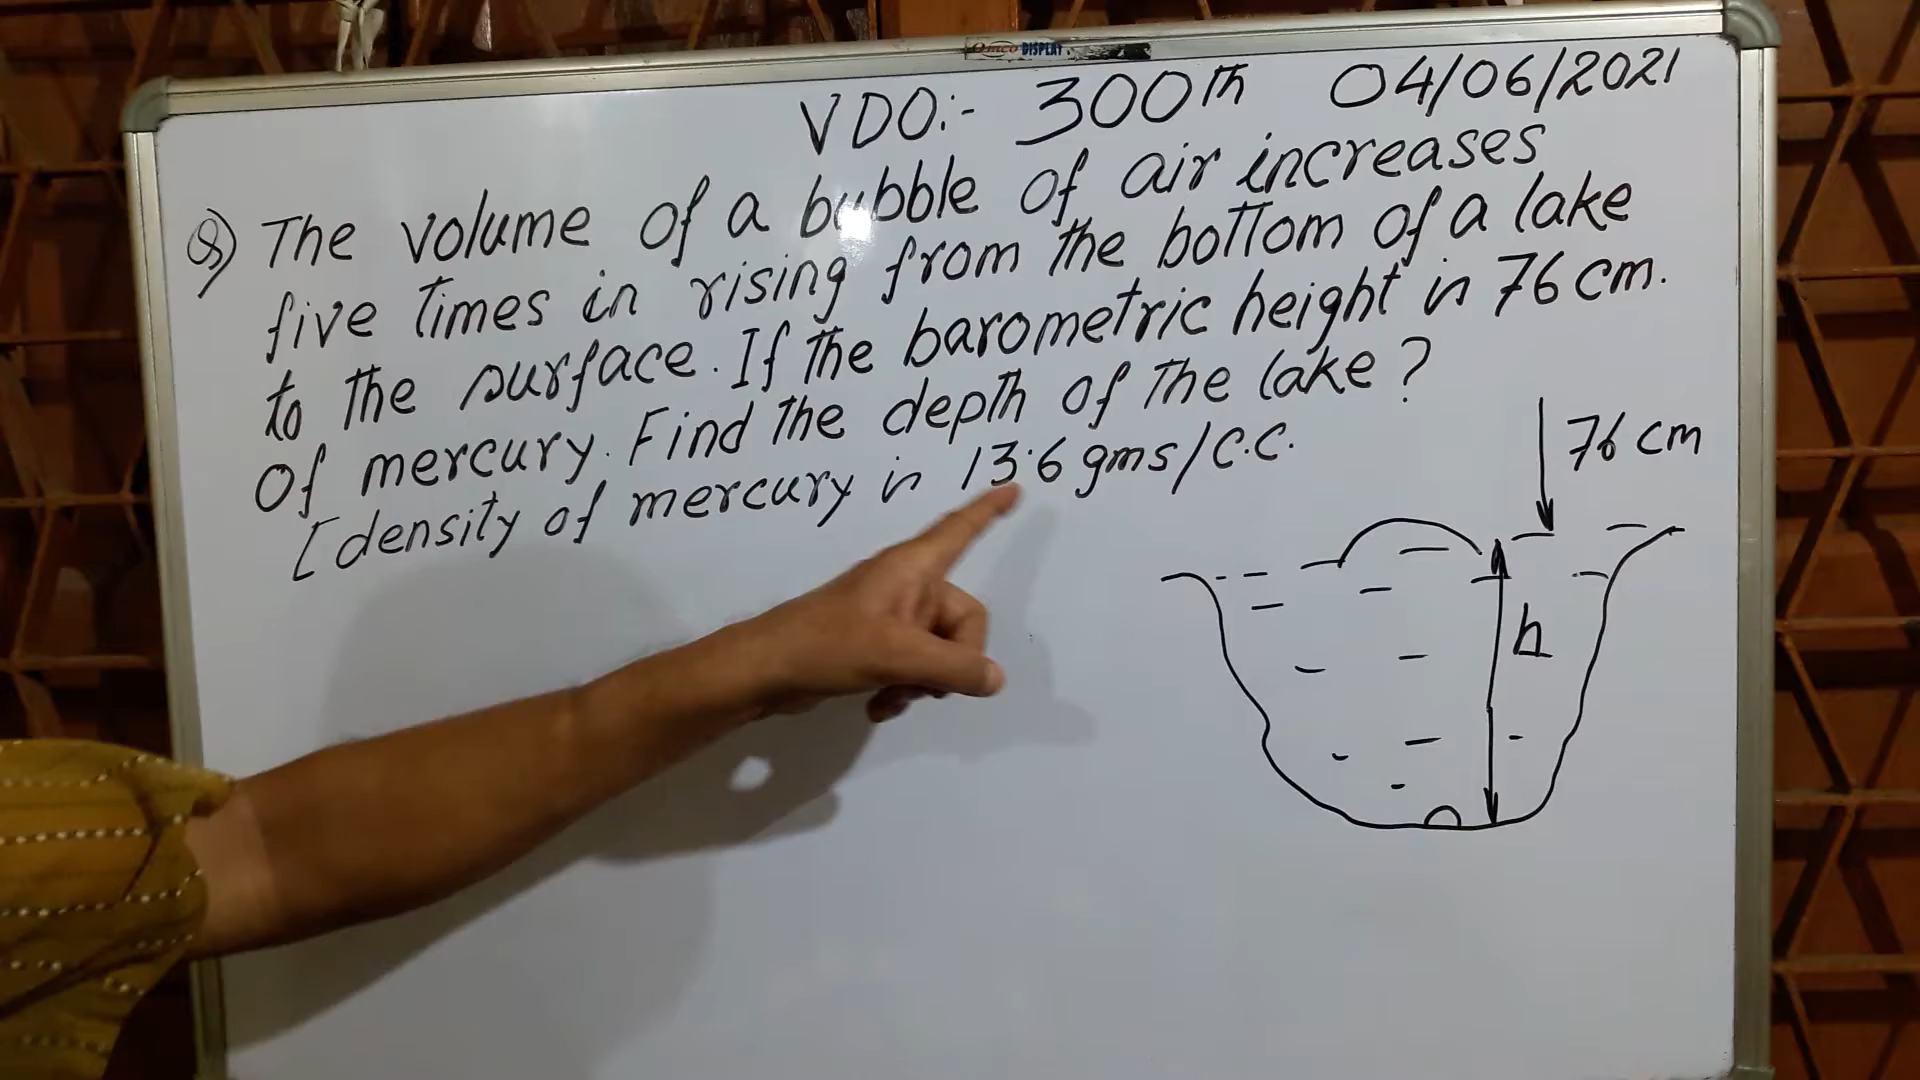 Omco DISPLAY
VDO:- 300th 04/06/2021
Q) The volume of a bubble of air increases
five times in rising from the bottom of a lake
to the surface. If the barometric height is 76 cm.
of mercury. Find the depth of the lake?
[density of mercury is 13.6 gms/c.c.
76 cm
h